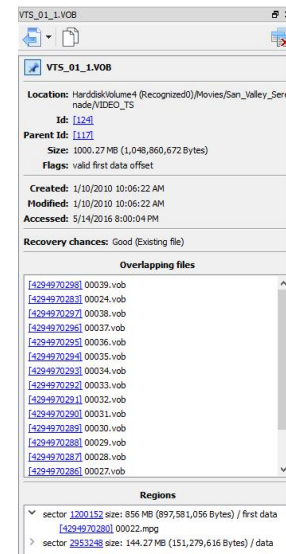 VTS_01_1.VOB
VTS_01_1.VOB
Location: HarddiskVolume4 (Recognized0)/Movies/San_Valley_Sere
nade/VIDEO_TS
Id: [124]
Parent Id: [117]
Size: 1000.27 MB (1,048,860,672 Bytes)
Flags: valid first data offset
Created: 1/10/2010 10:06:22 AM
Modified: 1/10/2010 10:06:22 AM
Accessed: 5/14/2016 8:00:04 PM
Recovery chances: Good (Existing file)
Overlapping files
[4294970298] 00039.vob
[4294970283] 00024.vob
[4294970297] 00038.vob
[4294970296] 00037.vob
[4294970295] 00036.vob
[4294970294] 00035.vob
[4294970293] 00034.vob
[4294970292] 00033.vob
[4294970291] 00032.vob
[4294970290] 00031.vob
[4294970289] 00030.vob
[4294970288] 00029.vob
[4294970287] 00028.vob
[4294970286] 00027.vob
Regions
sector 1200152 size: 856 MB (897,581,056 Bytes) / first data
[4294970280] 00022.mpg
sector 2953248 size: 144.27 MB (151,279,616 Bytes) / data